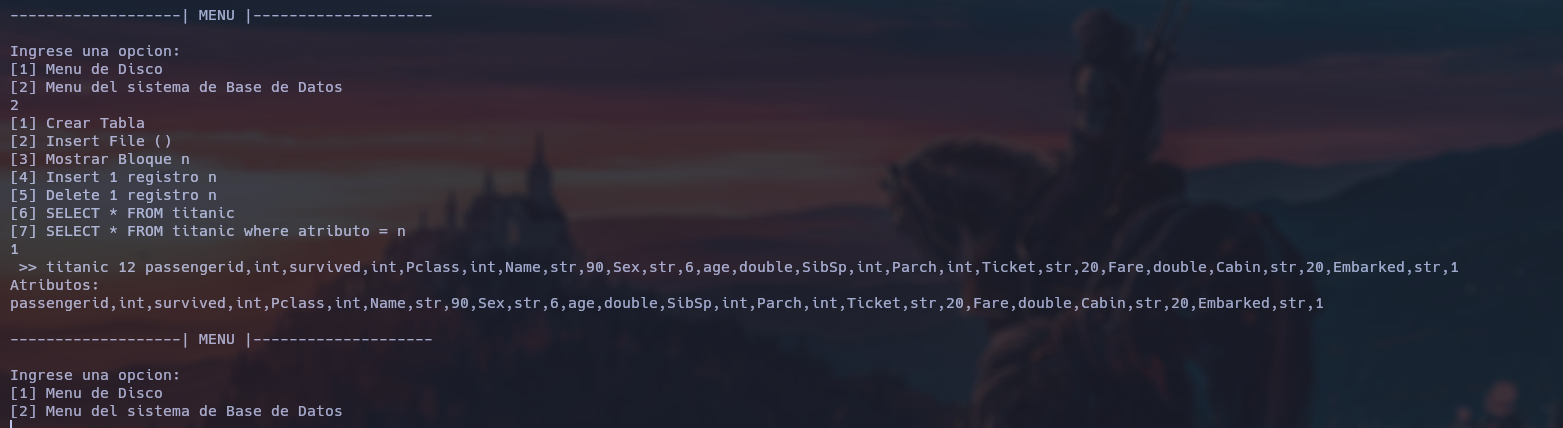 -------------------| MENU |--------------------
Ingrese una opcion:
[1] Menu de Disco
[2] Menu del sistema de Base de Datos
2
[1] Crear Tabla
[2] Insert File ()
[3] Mostrar Bloque n
[4] Insert 1 registro n
[5] Delete 1 registro n
[6] SELECT * FROM titanic
[7] SELECT * FROM titanic where atributo = n
1
>> titanic 12 passengerid,int,survived,int,Pclass,int,Name,str,90,Sex,str,6,age,double,SibSp,int,Parch,int,Ticket,str,20,Fare,double,Cabin,str,20,Embarked,str,1
Atributos:
passengerid,int,survived,int,Pclass,int,Name,str,90,Sex,str,6,age,double,SibSp,int,Parch,int,Ticket,str,20,Fare,double,Cabin,str,20,Embarked,str,1
-------------------| MENU |--------------------
Ingrese una opcion:
[1] Menu de Disco
[2] Menu del sistema de Base de Datos